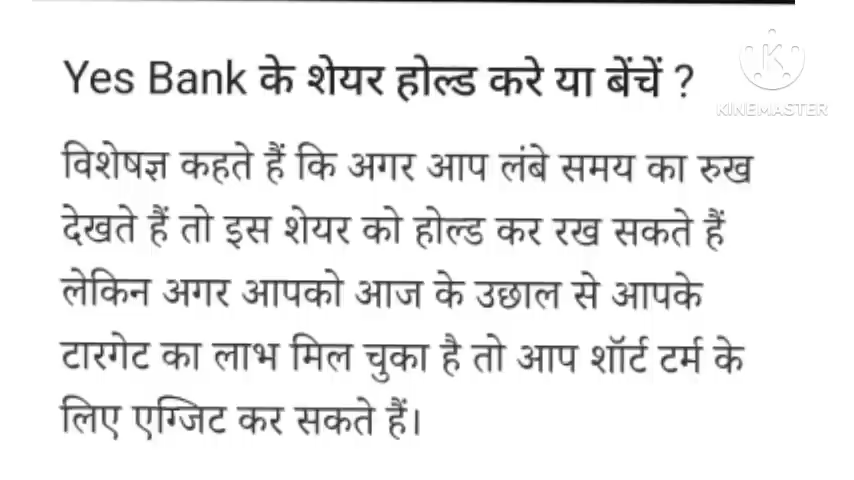 Yes Bank के शेयर होल्ड करे या बेंचें ?
KINEMASTER
विशेषज्ञ कहते हैं कि अगर आप लंबे समय का रुख
देखते हैं तो इस शेयर को होल्ड कर रख सकते हैं
लेकिन अगर आपको आज के उछाल से आपके
टारगेट का लाभ मिल चुका है तो आप शॉर्ट टर्म के
लिए एग्जिट कर सकते हैं।